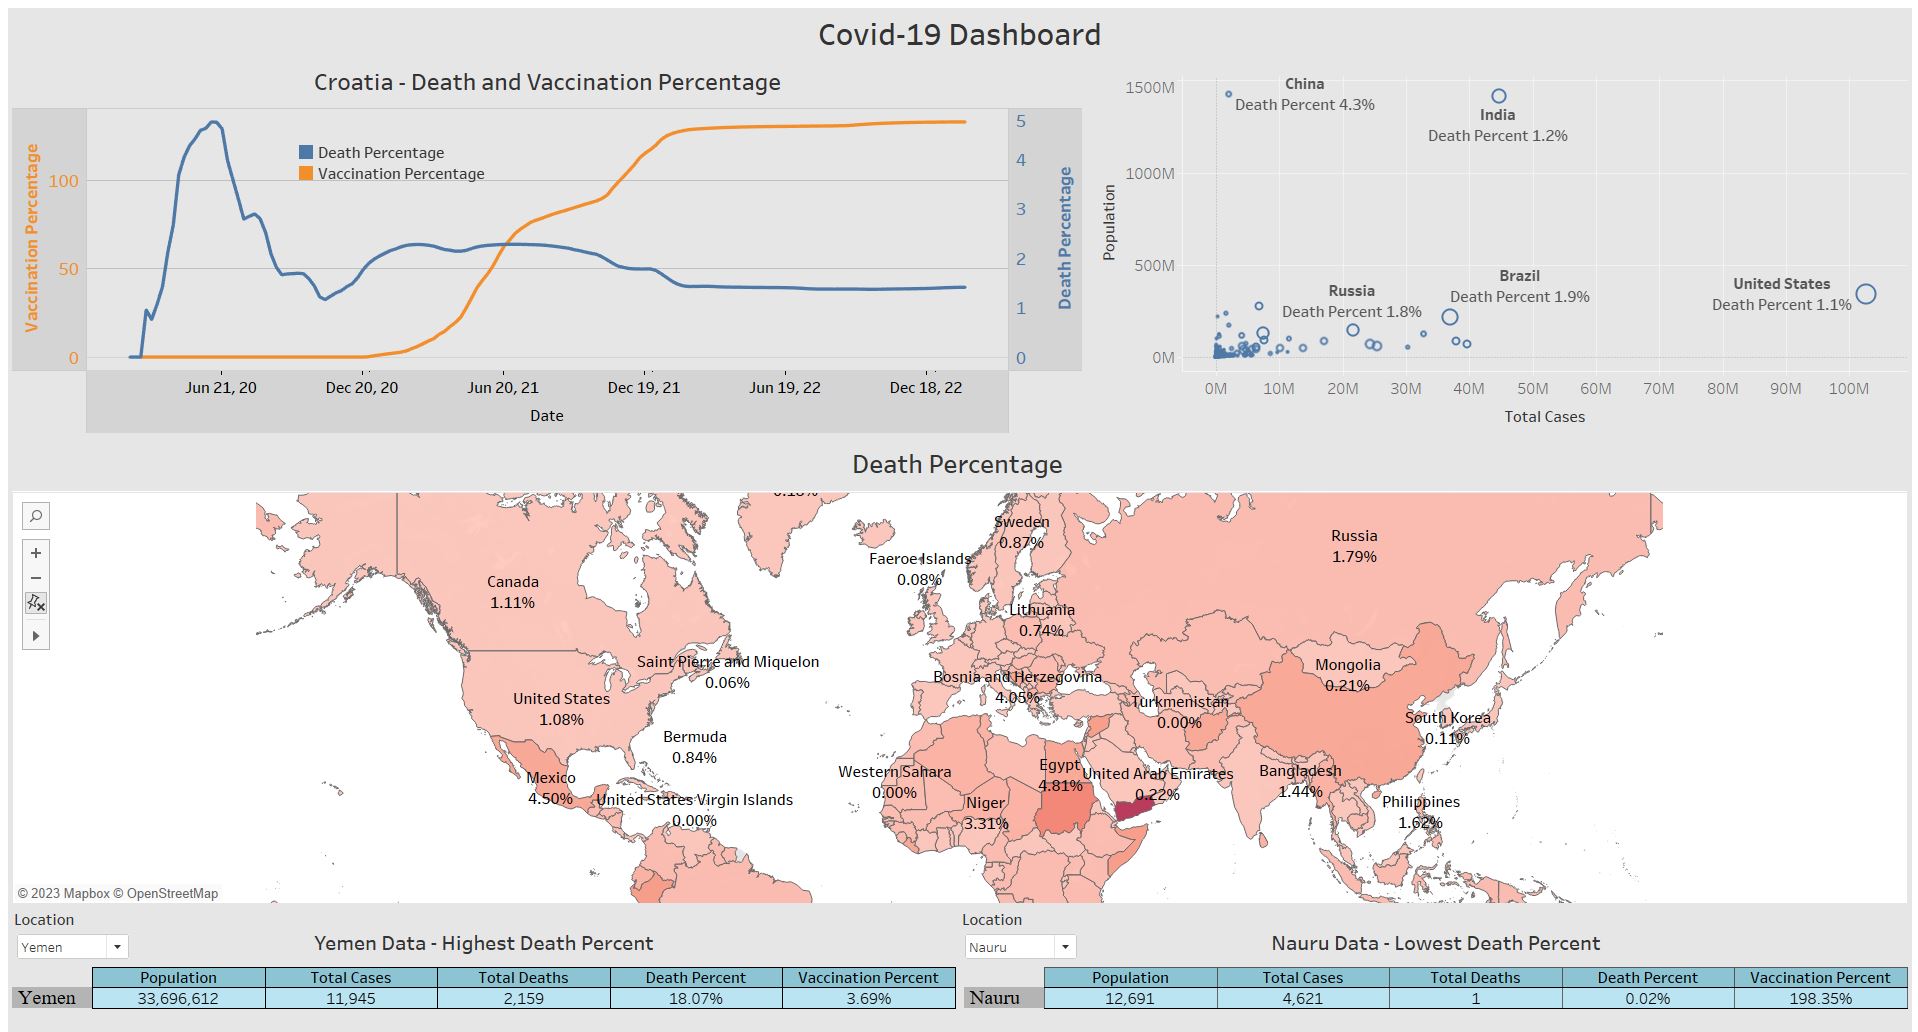 Covid-19 Dashboard
Croatia - Death and Vaccination Percentage
Vaccination Percentage
100
50
0
Death Percentage
Vaccination Percentage
5
4
3
2
1
0
Death Percentage
Jun 21, 20
Dec 20, 20
Jun 20, 21
Dec 19, 21
Jun 19, 22
Dec 18, 22
Date
Population
1500M
1000M
500M
0M
China
Death Percent 4.3%
India
Death Percent 1.2%
Russia
Death Percent 1.8%
Brazil
Death Percent 1.9%
United States
Death Percent 1.1%
0M
10M
20M
30M
40M
50M
60M
70M
80M
90M
100M
Total Cases
Death Percentage
Sweden
0.87%
Russia
1.79%
Faeroe Islands
0.08%
Canada
1.11%
Lithuania
0.74%
Saint Pierre and Miquelon
0.06%
Mongolia
0.21%
Bosnia and Herzegovina
4.05%
United States
1.08%
Turkmenistan
0.00%
South Korea
0.11%
Bermuda
0.84%
Western Sahara
0.00%
Egypt
4.81%
United Arab Emirates
0.22%
Bangladesh
1.44%
Mexico
4.50%
United States Virgin Islands
0.00%
Niger
3.31%
Philippines
1.62%
© 2023 Mapbox © OpenStreetMap
Location
Yemen
Yemen Data - Highest Death Percent
Population Total Cases Total Deaths Death Percent Vaccination Percent
Yemen 33,696,612 11,945 2,159 18.07% 3.69%
Location
Nauru
Nauru Data - Lowest Death Percent
Population Total Cases Total Deaths Death Percent Vaccination Percent
Nauru 12,691 4,621 1 0.02% 198.35%